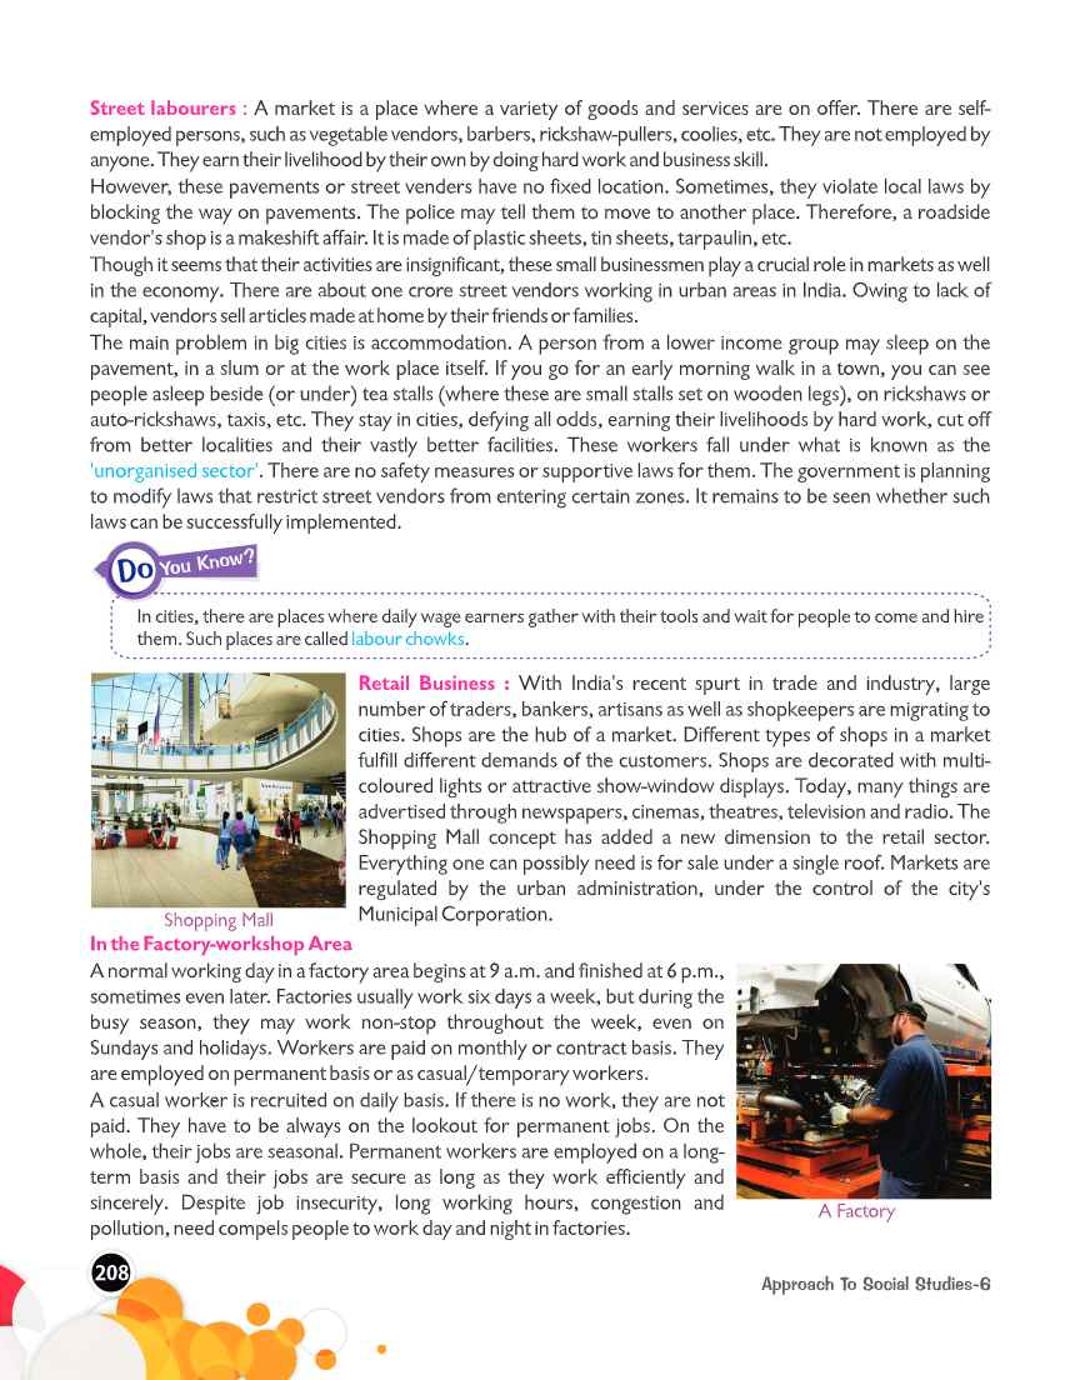 Street labourers : A market is a place where a variety of goods and services are on offer. There are self-
employed persons, such as vegetable vendors, barbers, rickshaw-pullers, coolies, etc. They are not employed by
anyone. They earn their livelihood by their own by doing hard work and business skill.
However, these pavements or street venders have no fixed location. Sometimes, they violate local laws by
blocking the way on pavements. The police may tell them to move to another place. Therefore, a roadside
vendor's shop is a makeshift affair. It is made of plastic sheets, tin sheets, tarpaulin, etc.
Though it seems that their activities are insignificant, these small businessmen play a crucial role in markets as well
in the economy. There are about one crore street vendors working in urban areas in India. Owing to lack of
capital, vendors sell articles made at home by their friends or families.
The main problem in big cities is accommodation. A person from a lower income group may sleep on the
pavement, in a slum or at the work place itself. If you go for an early morning walk in a town, you can see
people asleep beside (or under) tea stalls (where these are small stalls set on wooden legs), on rickshaws or
auto-rickshaws, taxis, etc. They stay in cities, defying all odds, earning their livelihoods by hard work, cut off
from better localities and their vastly better facilities. These workers fall under what is known as the
'unorganised sector'. There are no safety measures or supportive laws for them. The government is planning
to modify laws that restrict street vendors from entering certain zones. It remains to be seen whether such
laws can be successfully implemented.
Do You Know?
In cities, there are places where daily wage earners gather with their tools and wait for people to come and hire
them. Such places are called labour chowks.
Retail Business : With India's recent spurt in trade and industry, large
number of traders, bankers, artisans as well as shopkeepers are migrating to
cities. Shops are the hub of a market. Different types of shops in a market
fulfill different demands of the customers. Shops are decorated with multi-
coloured lights or attractive show-window displays. Today, many things are
advertised through newspapers, cinemas, theatres, television and radio. The
Shopping Mall concept has added a new dimension to the retail sector.
Everything one can possibly need is for sale under a single roof. Markets are
regulated by the urban administration, under the control of the city's
Municipal Corporation.
Shopping Mall
In the Factory-workshop Area
A normal working day in a factory area begins at 9 a.m. and finished at 6 p.m.,
sometimes even later. Factories usually work six days a week, but during the
busy season, they may work non-stop throughout the week, even on
Sundays and holidays. Workers are paid on monthly or contract basis. They
are employed on permanent basis or as casual/temporary workers.
A casual worker is recruited on daily basis. If there is no work, they are not
paid. They have to be always on the lookout for permanent jobs. On the
whole, their jobs are seasonal. Permanent workers are employed on a long-
term basis and their jobs are secure as long as they work efficiently and
sincerely. Despite job insecurity, long working hours, congestion and
pollution, need compels people to work day and night in factories.
A Factory
208
Approach To Social Studies-6